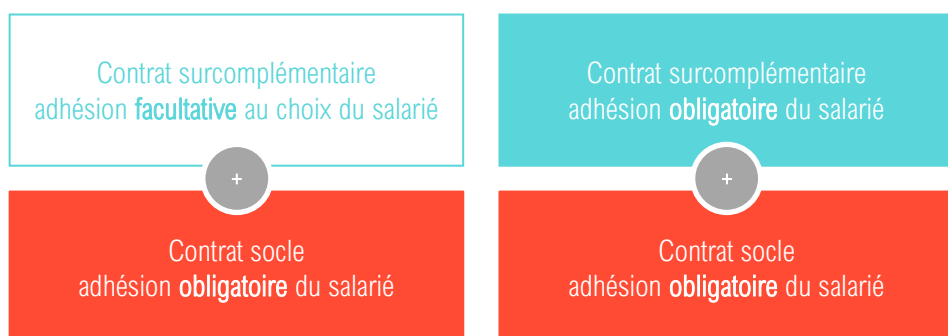 Contrat surcomplémentaire
adhésion facultative au choix du salarié
+
Contrat socle
adhésion obligatoire du salarié
Contrat surcomplémentaire
adhésion obligatoire du salarié
+
Contrat socle
adhésion obligatoire du salarié